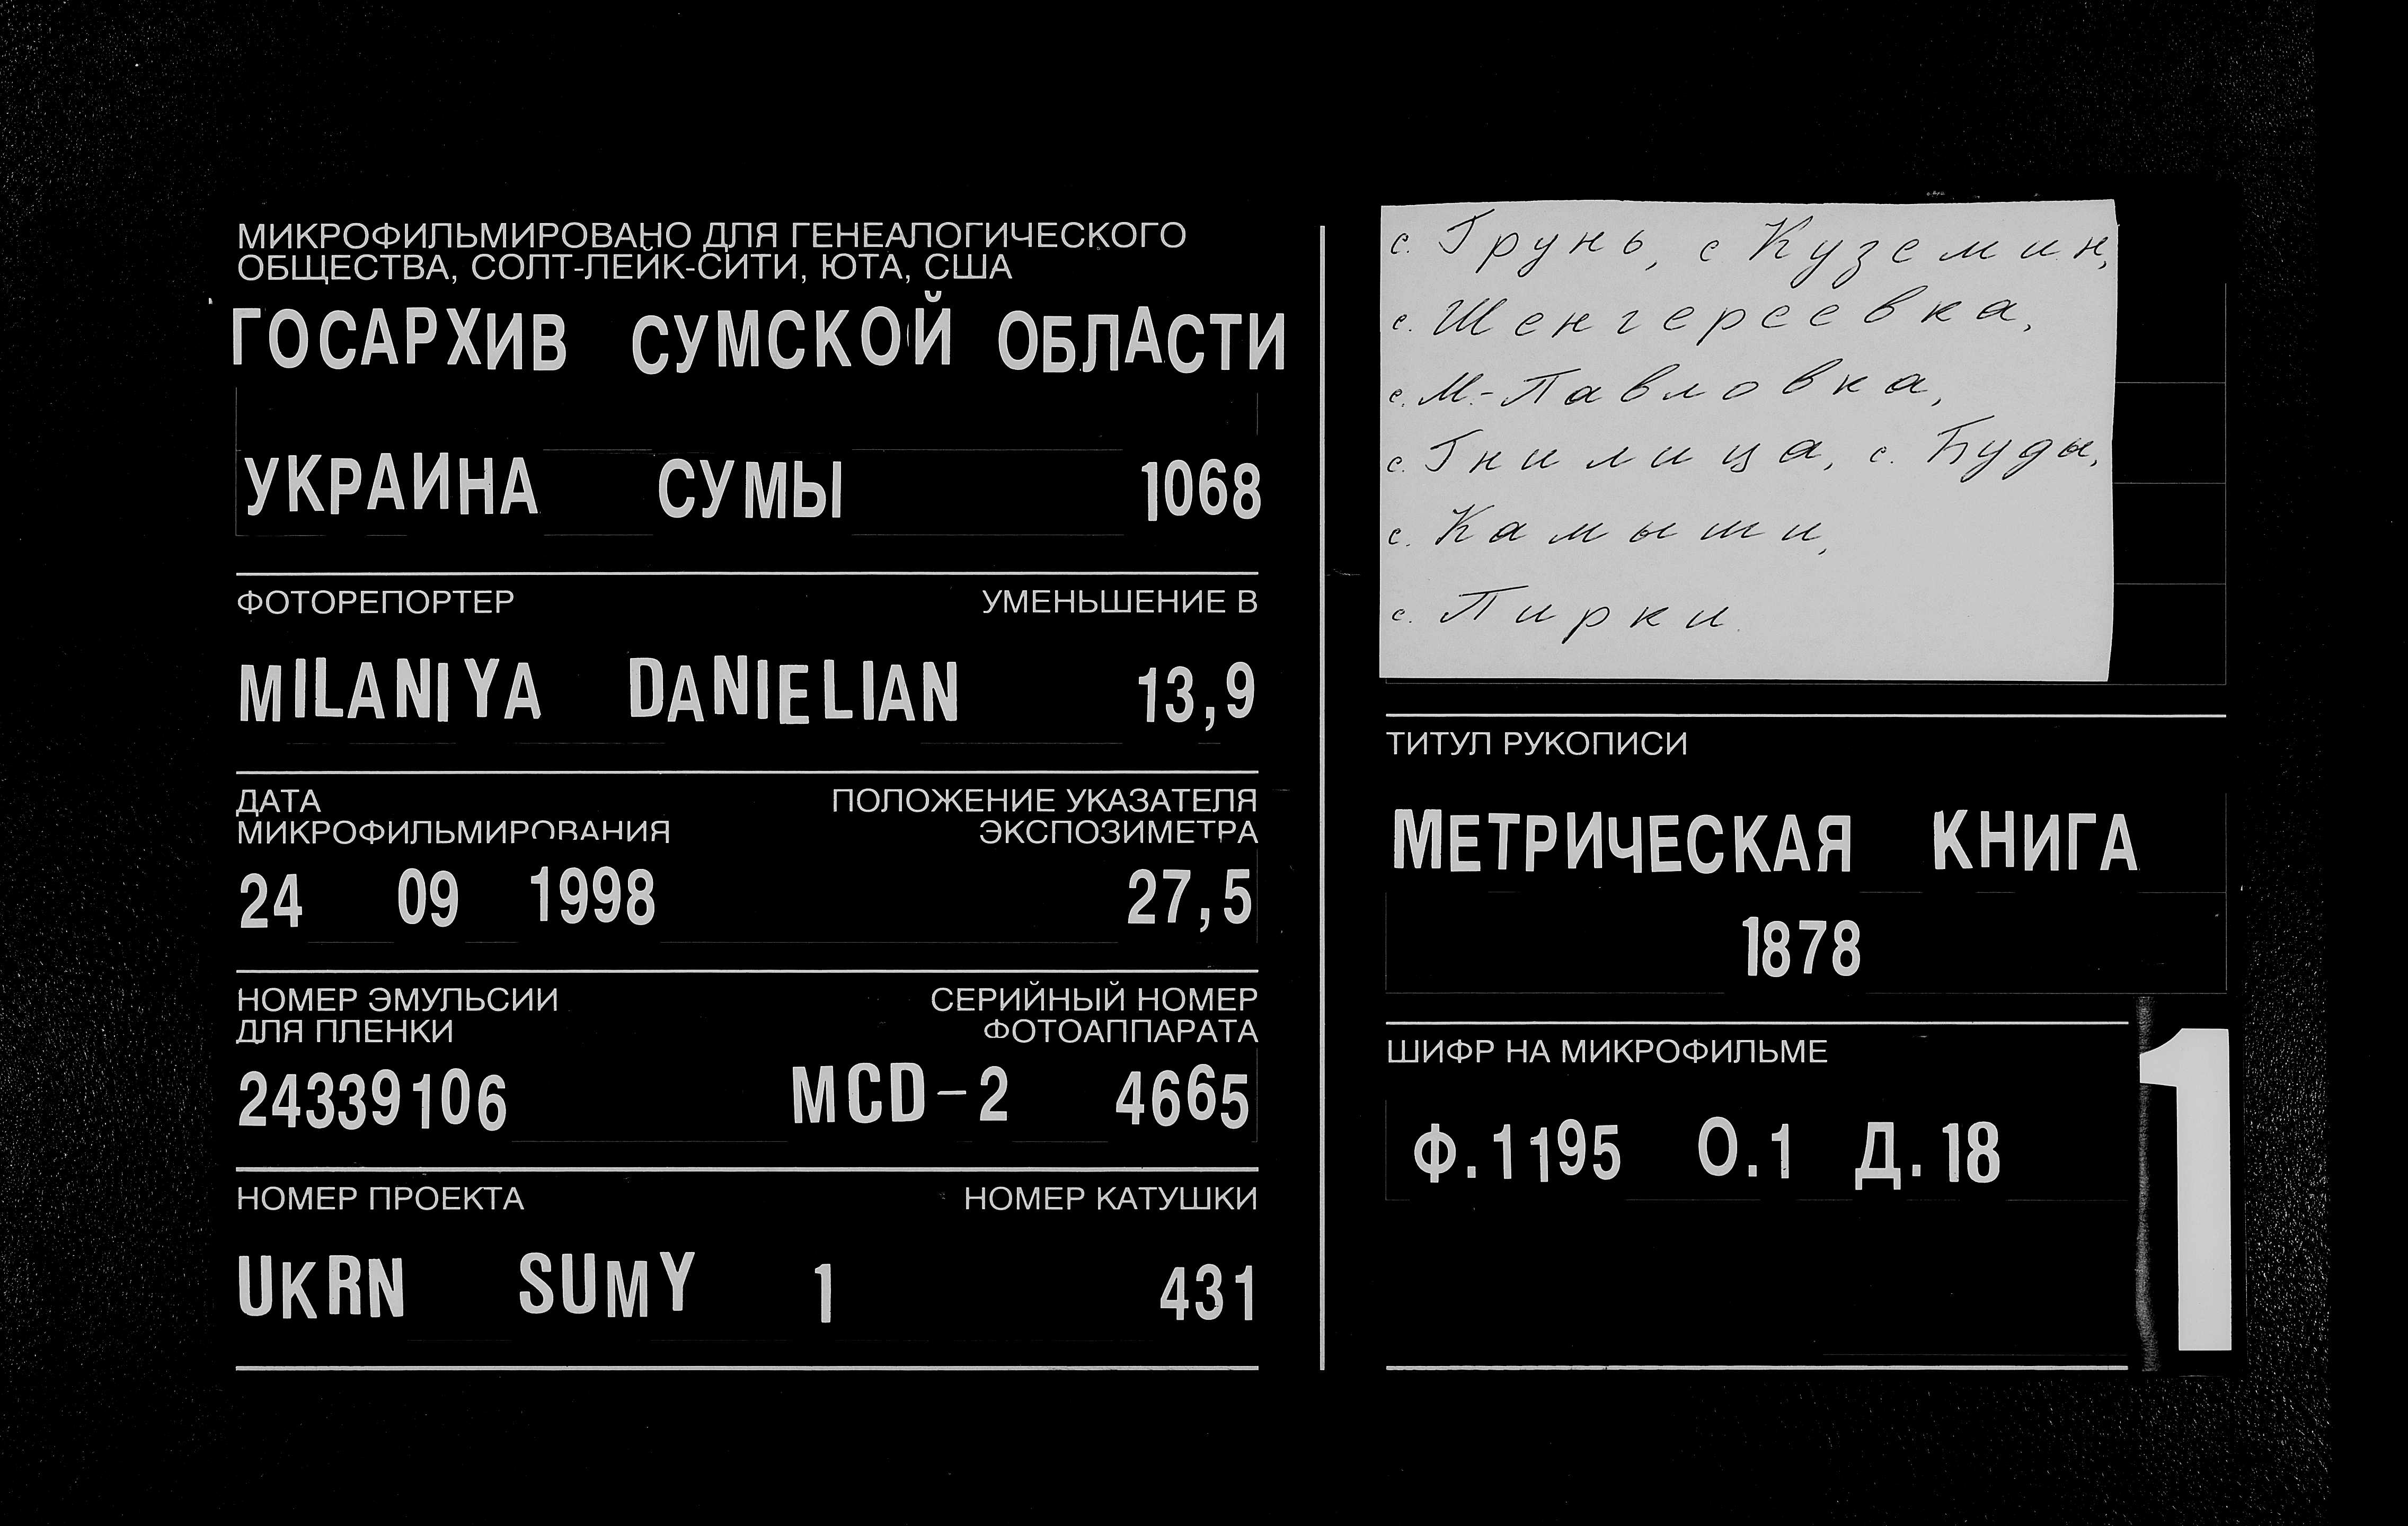 МИКРОФИЛЬМИРОВАНО ДЛЯ ГЕНЕАЛОГИЧЕСКОГО
ОБЩЕСТВА, СОЛТ-ЛЕЙК-СИТИ, ЮТА, США
ГОСАРХИВ СУМСКОЙ ОБЛАСТИ
УКРАИНА СУМЫ 1068
ФОТОРЕПОРТЕР УМЕНЬШЕНИЕ В
MILANIYA DANIELIAN 13,9
ДАТА ПОЛОЖЕНИЕ УКАЗАТЕЛЯ
МИКРОФИЛЬМИРОВАНИЯ ЭКСПОЗИМЕТРА
24 09 1998 27,5
НОМЕР ЭМУЛЬСИИ СЕРИЙНЫЙ НОМЕР
ДЛЯ ПЛЕНКИ ФОТОАППАРАТА
24339106 MCD-2 4665
НОМЕР ПРОЕКТА НОМЕР КАТУШКИ
UKRN SUMY 1 431
с. Грунь, с Куземин,
с. Шенгереевка,
с. М.-Павловка,
с. Гнилица, с. Буды,
с. Камыши,
с. Пирки.
ТИТУЛ РУКОПИСИ
МЕТРИЧЕСКАЯ КНИГА
1878
ШИФР НА МИКРОФИЛЬМЕ
Ф.1195 О.1 Д.18
1